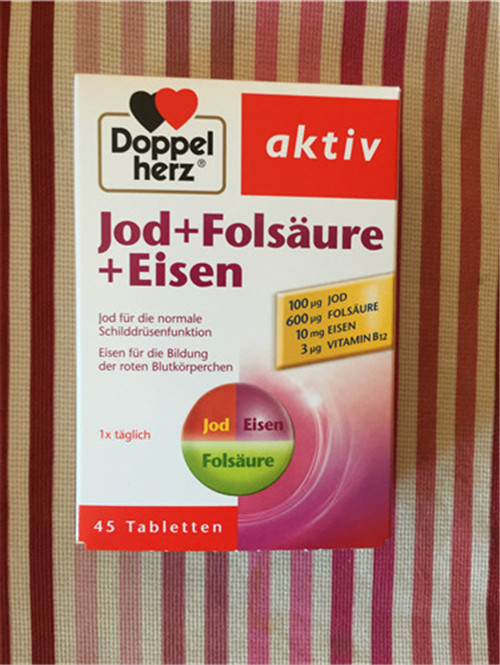 Doppel
herz®
aktiv
Jod+Folsäure
+Eisen
100 µg JOD
600 µg FOLSÄURE
10 mg EISEN
3 µg VITAMIN B12
Jod für die normale
Schilddrüsenfunktion
Eisen für die Bildung
der roten Blutkörperchen
1x täglich
Jod Eisen
Folsäure
45 Tabletten